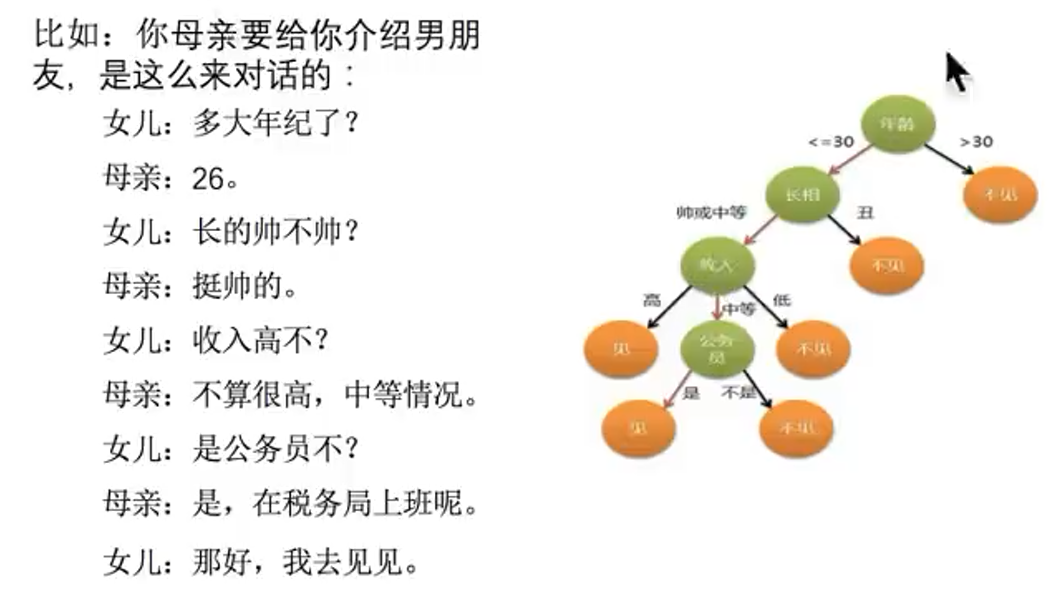 比如：你母亲要给你介绍男朋
友，是这么来对话的：
女儿：多大年纪了？
母亲：26。
女儿：长的帅不帅？
母亲：挺帅的。
女儿：收入高不？
母亲：不算很高，中等情况。
女儿：是公务员不？
母亲：是，在税务局上班呢。
女儿：那好，我去见见。
年龄
<=30
>30
长相
不见
帅或中等
丑
收入
不见
高
中等
低
见
公务
员
不见
是
不是
见
不见